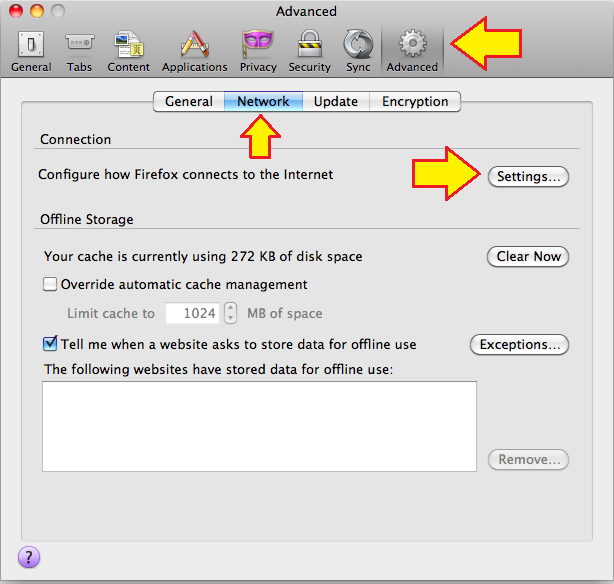 Advanced
General Tabs Content Applications Privacy Security Sync Advanced
General Network Update Encryption
Connection
Configure how Firefox connects to the Internet Settings...
Offline Storage
Your cache is currently using 272 KB of disk space Clear Now
Override automatic cache management
Limit cache to 1024 MB of space
Tell me when a website asks to store data for offline use Exceptions...
The following websites have stored data for offline use:
Remove...
?